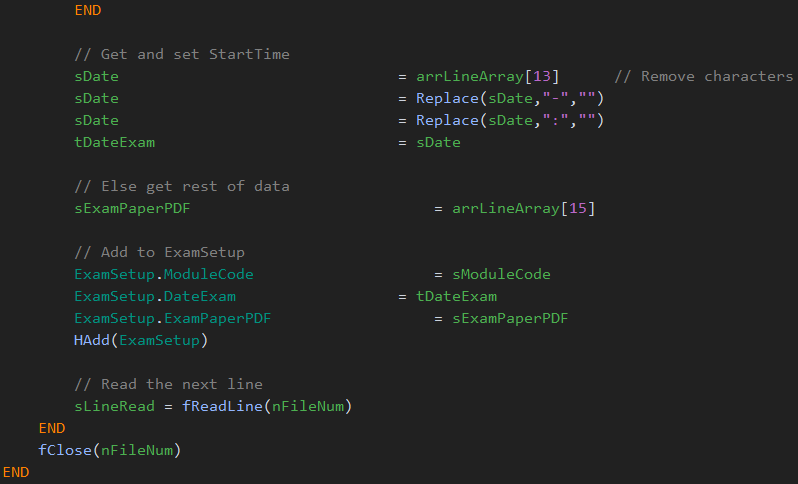 END
// Get and set StartTime
sDate = arrLineArray[13] // Remove characters
sDate = Replace(sDate,"-","")
sDate = Replace(sDate,":","")
tDateExam = sDate
// Else get rest of data
sExamPaperPDF = arrLineArray[15]
// Add to ExamSetup
ExamSetup.ModuleCode = sModuleCode
ExamSetup.DateExam = tDateExam
ExamSetup.ExamPaperPDF = sExamPaperPDF
HAdd(ExamSetup)
// Read the next line
sLineRead = fReadLine(nFileNum)
END
fClose(nFileNum)
END